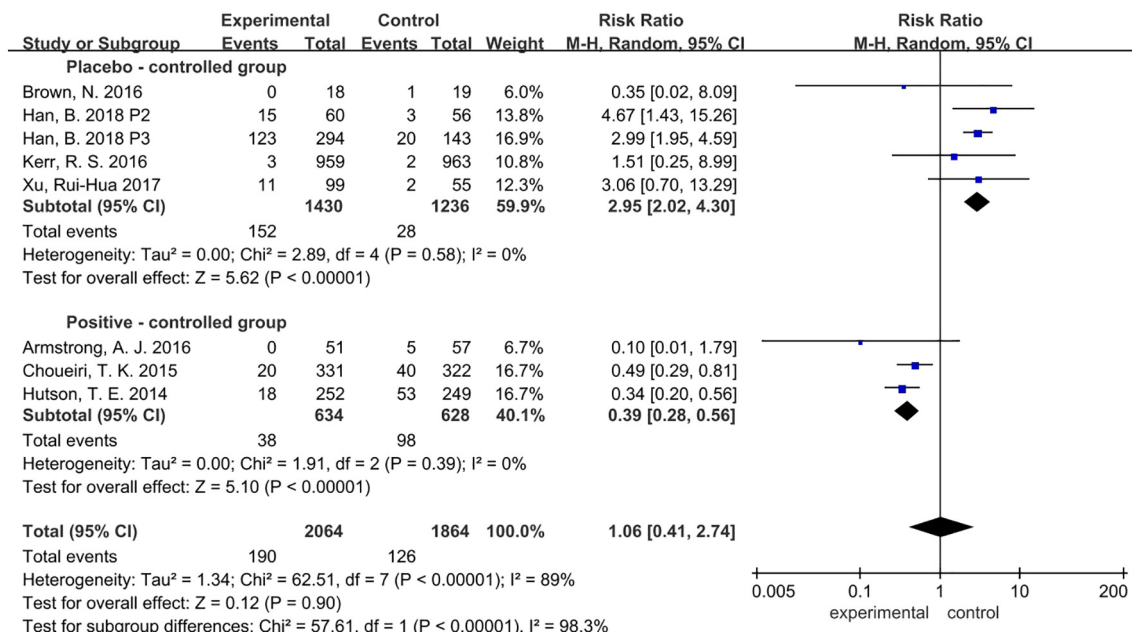 Experimental Control Risk Ratio Risk Ratio
Study or Subgroup Events Total Events Total Weight M-H, Random, 95% CI M-H, Random, 95% CI
Placebo - controlled group
Brown, N. 2016 0 18 1 19 6.0% 0.35 [0.02, 8.09]
Han, B. 2018 P2 15 60 3 56 13.8% 4.67 [1.43, 15.26]
Han, B. 2018 P3 123 294 20 143 16.9% 2.99 [1.95, 4.59]
Kerr, R. S. 2016 3 959 2 963 10.8% 1.51 [0.25, 8.99]
Xu, Rui-Hua 2017 11 99 2 55 12.3% 3.06 [0.70, 13.29]
Subtotal (95% CI) 1430 1236 59.9% 2.95 [2.02, 4.30]
Total events 152 28
Heterogeneity: Tau² = 0.00; Chi² = 2.89, df = 4 (P = 0.58); I² = 0%
Test for overall effect: Z = 5.62 (P < 0.00001)
Positive - controlled group
Armstrong, A. J. 2016 0 51 5 57 6.7% 0.10 [0.01, 1.79]
Choueiri, T. K. 2015 20 331 40 322 16.7% 0.49 [0.29, 0.81]
Hutson, T. E. 2014 18 252 53 249 16.7% 0.34 [0.20, 0.56]
Subtotal (95% CI) 634 628 40.1% 0.39 [0.28, 0.56]
Total events 38 98
Heterogeneity: Tau² = 0.00; Chi² = 1.91, df = 2 (P = 0.39); I² = 0%
Test for overall effect: Z = 5.10 (P < 0.00001)
Total (95% CI) 2064 1864 100.0% 1.06 [0.41, 2.74]
Total events 190 126
Heterogeneity: Tau² = 1.34; Chi² = 62.51, df = 7 (P < 0.00001); I² = 89%
Test for overall effect: Z = 0.12 (P = 0.90)
Test for subgroup differences: Chi² = 57.61, df = 1 (P < 0.00001), I² = 98.3%
0.005 0.1 1 10 200
experimental control